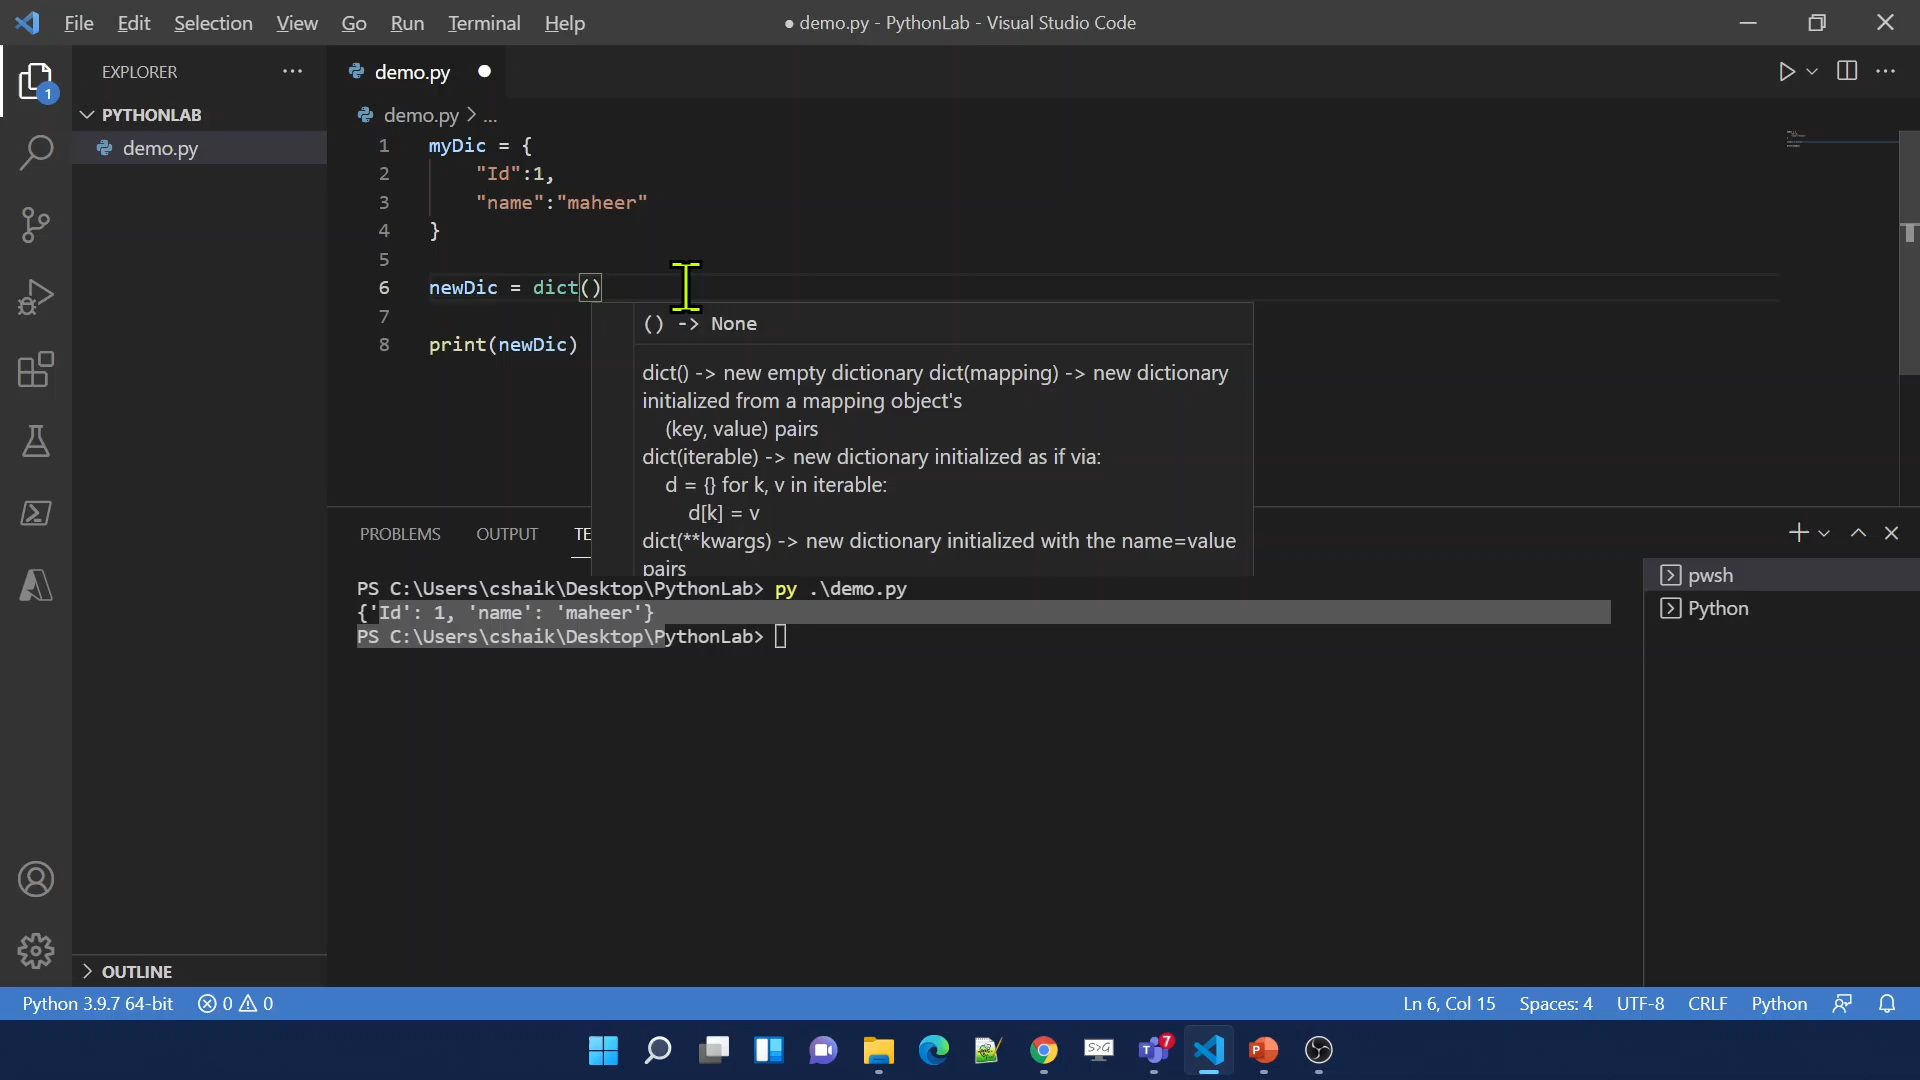 File Edit Selection View Go Run Terminal Help
● demo.py - PythonLab - Visual Studio Code
EXPLORER
demo.py
PYTHONLAB
demo.py
demo.py > ...
1 myDic = {
2 "Id":1,
3 "name":"maheer"
4 }
5
6 newDic = dict()
7
8 print(newDic)
() -> None
dict() -> new empty dictionary dict(mapping) -> new dictionary
initialized from a mapping object's
(key, value) pairs
dict(iterable) -> new dictionary initialized as if via:
d = {} for k, v in iterable:
d[k] = v
dict(**kwargs) -> new dictionary initialized with the name=value
pairs
PROBLEMS OUTPUT TE
PS C:\Users\cshaik\Desktop\PythonLab> py .\demo.py
{'Id': 1, 'name': 'maheer'}
PS C:\Users\cshaik\Desktop\PythonLab>
pwsh
Python
1
OUTLINE
Python 3.9.7 64-bit 0 0
Ln 6, Col 15 Spaces: 4 UTF-8 CRLF Python
S>G
7
P